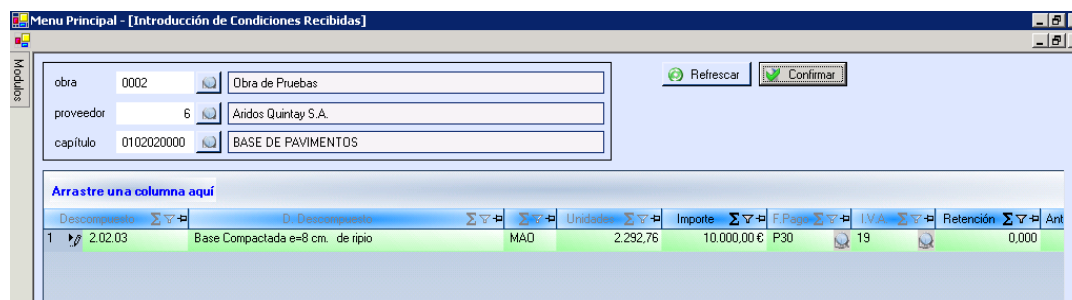 Menu Principal - [Introducción de Condiciones Recibidas]
Modulos
obra 0002 Obra de Pruebas
Refrescar Confirmar
proveedor 6 Aridos Quintay S.A.
capítulo 0102020000 BASE DE PAVIMENTOS
Arrastre una columna aquí
Descompuesto D. Descompuesto Unidades Importe F.Pago I.V.A. Retención Ant
1 2.02.03 Base Compactada e=8 cm. de ripio MAO 2.292,76 10.000,00 € P30 19 0,000